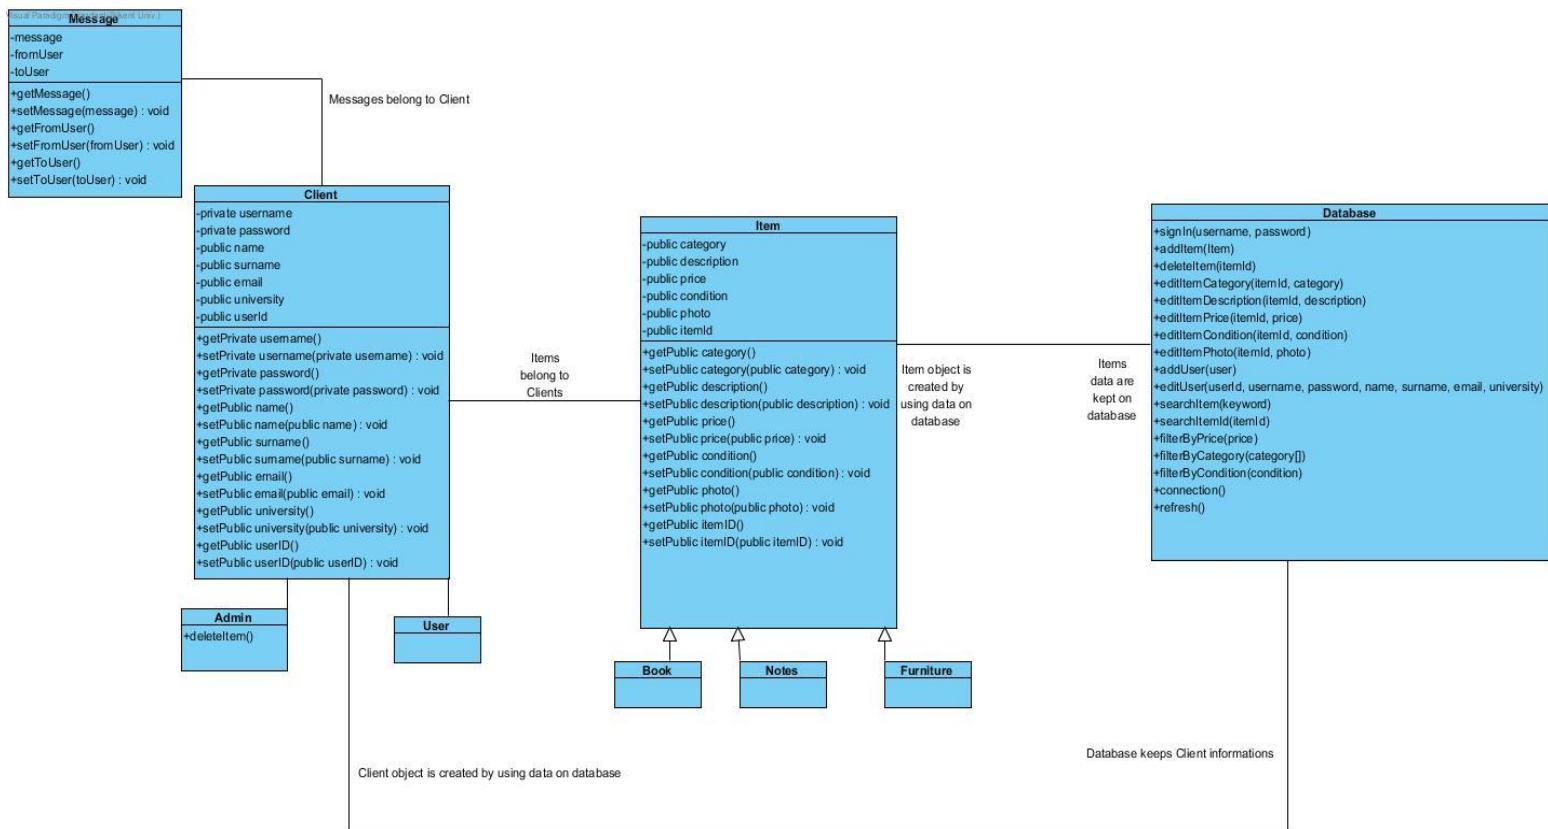 Message
-message
-fromUser
-toUser
+getMessage()
+setMessage(message) : void
+getFromUser()
+setFromUser(fromUser) : void
+getToUser()
+setToUser(toUser) : void
Messages belong to Client
Client
-private username
-private password
-public name
-public surname
-public email
-public university
-public userId
+getPrivate username()
+setPrivate username(private username) : void
+getPrivate password()
+setPrivate password(private password) : void
+getPublic name()
+setPublic name(public name) : void
+getPublic surname()
+setPublic surname(public surname) : void
+getPublic email()
+setPublic email(public email) : void
+getPublic university()
+setPublic university(public university) : void
+getPublic userID()
+setPublic userID(public userID) : void
Admin
+deleteItem()
User
Items
belong to
Clients
Item
-public category
-public description
-public price
-public condition
-public photo
-public itemId
+getPublic category()
+setPublic category(public category) : void
+getPublic description()
+setPublic description(public description) : void
+getPublic price()
+setPublic price(public price) : void
+getPublic condition()
+setPublic condition(public condition) : void
+getPublic photo()
+setPublic photo(public photo) : void
+getPublic itemID()
+setPublic itemID(public itemID) : void
Book
Notes
Furniture
Item object is
created by
using data on
database
Items
data are
kept on
database
Database
+signIn(username, password)
+addItem(Item)
+deleteItem(itemId)
+editItemCategory(itemId, category)
+editItemDescription(itemId, description)
+editItemPrice(itemId, price)
+editItemCondition(itemId, condition)
+editItemPhoto(itemId, photo)
+addUser(user)
+editUser(userId, username, password, name, surname, email, university)
+searchItem(keyword)
+searchItemId(itemId)
+filterByPrice(price)
+filterByCategory(category[])
+filterByCondition(condition)
+connection()
+refresh()
Database keeps Client informations
Client object is created by using data on database